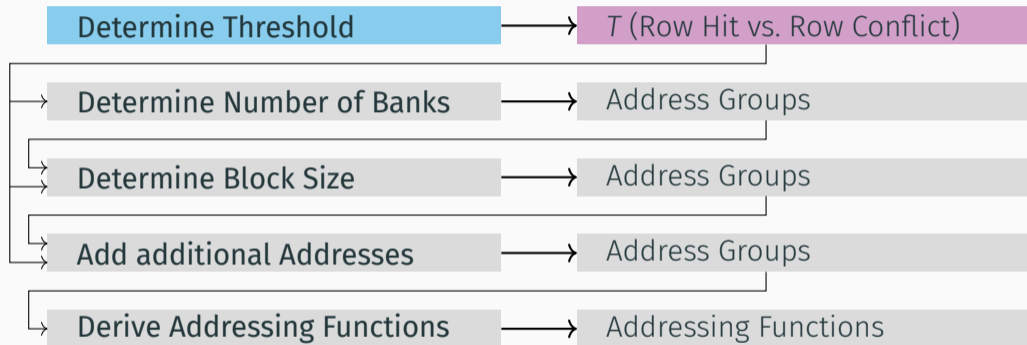 Determine Threshold
T (Row Hit vs. Row Conflict)
Determine Number of Banks
Address Groups
Determine Block Size
Address Groups
Add additional Addresses
Address Groups
Derive Addressing Functions
Addressing Functions